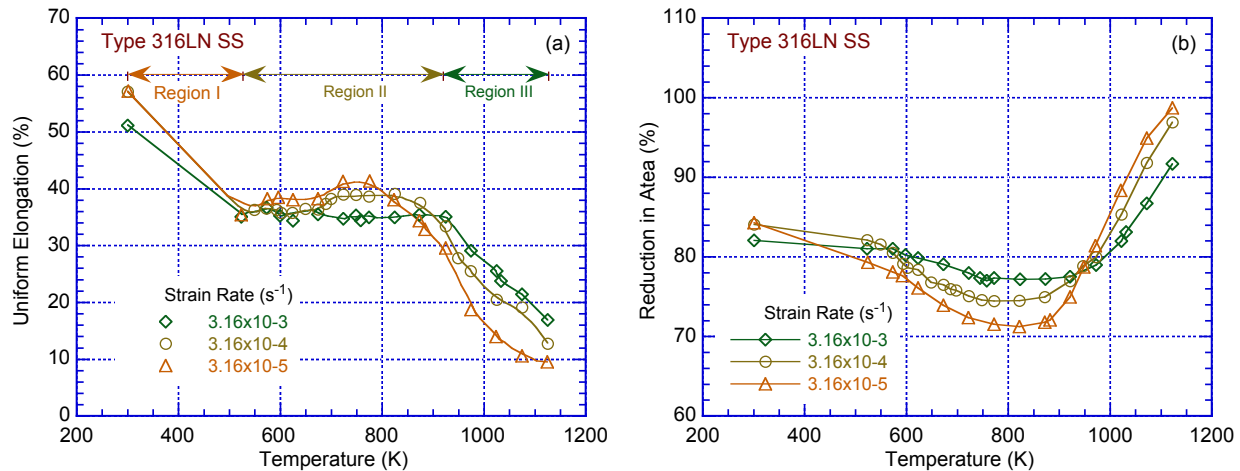 Type 316LN SS
(a)
Region I
Region II
Region III
Strain Rate (s⁻¹)
3.16x10-3
3.16x10-4
3.16x10-5
Uniform Elongation (%)
70
60
50
40
30
20
10
0
200 400 600 800 1000 1200
Temperature (K)
Type 316LN SS
(b)
Strain Rate (s⁻¹)
3.16x10-3
3.16x10-4
3.16x10-5
Reduction in Atea (%)
110
100
90
80
70
60
200 400 600 800 1000 1200
Temperature (K)